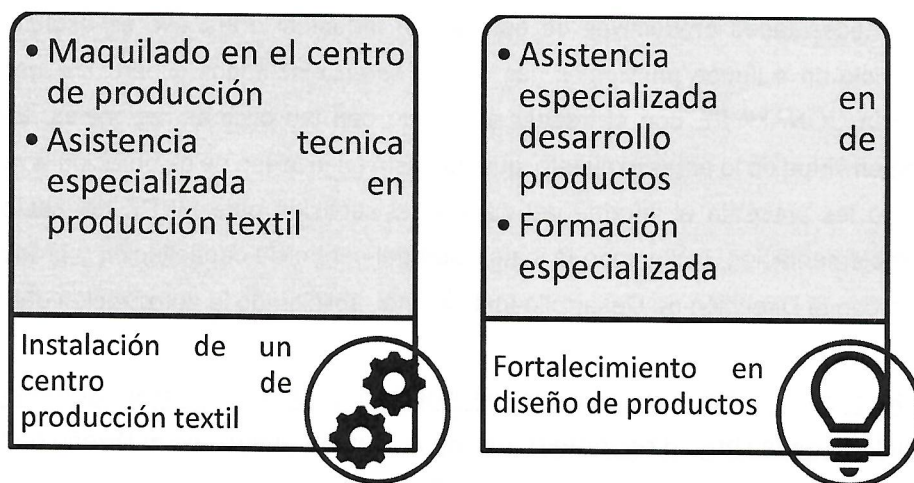 • Maquilado en el centro
de producción
• Asistencia tecnica
especializada en
producción textil
Instalación de un
centro de
producción textil
• Asistencia
especializada en
desarrollo de
productos
• Formación
especializada
Fortalecimiento en
diseño de productos